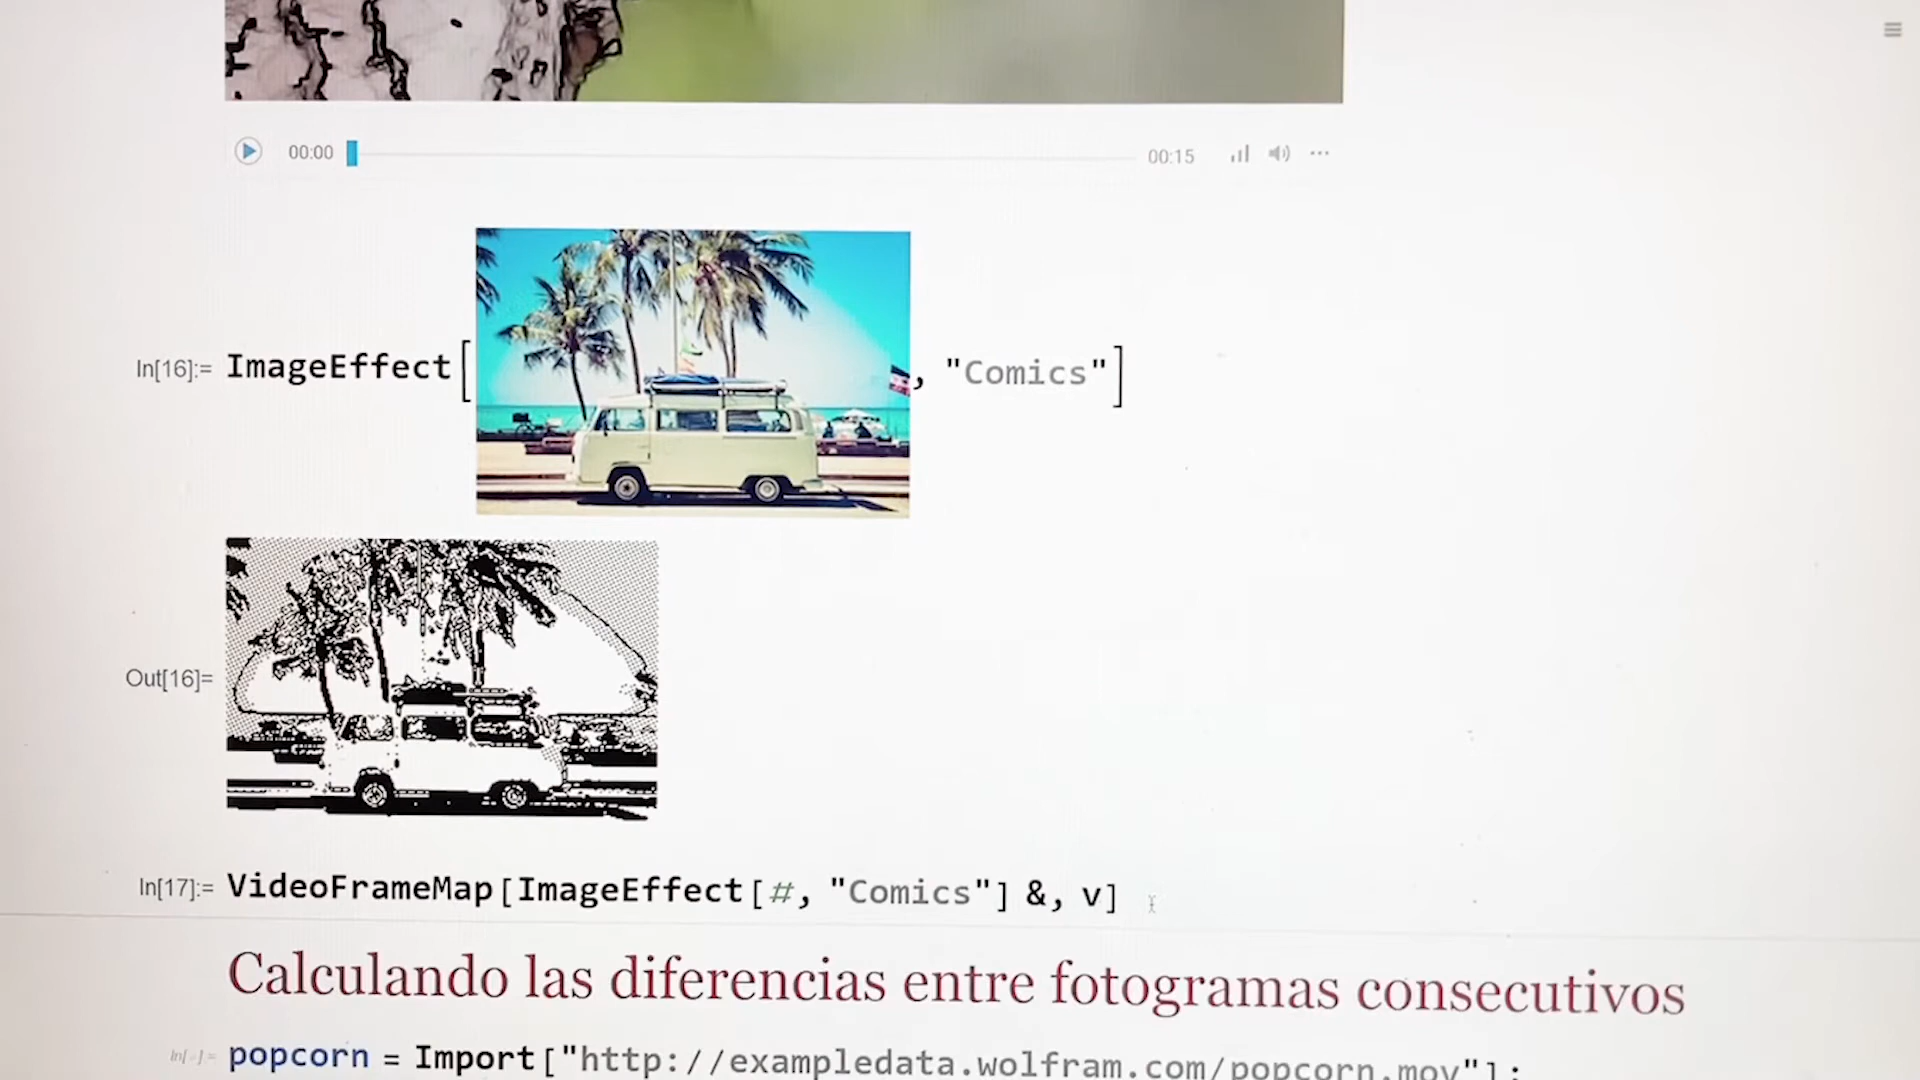 00:00 00:15
In[16]:= ImageEffect[ , "Comics"]
Out[16]=
In[17]:= VideoFrameMap[ImageEffect[#, "Comics"] &, v]
Calculando las diferencias entre fotogramas consecutivos
In[-]:= popcorn = Import["http://exampledata.wolfram.com/popcorn.mov"];